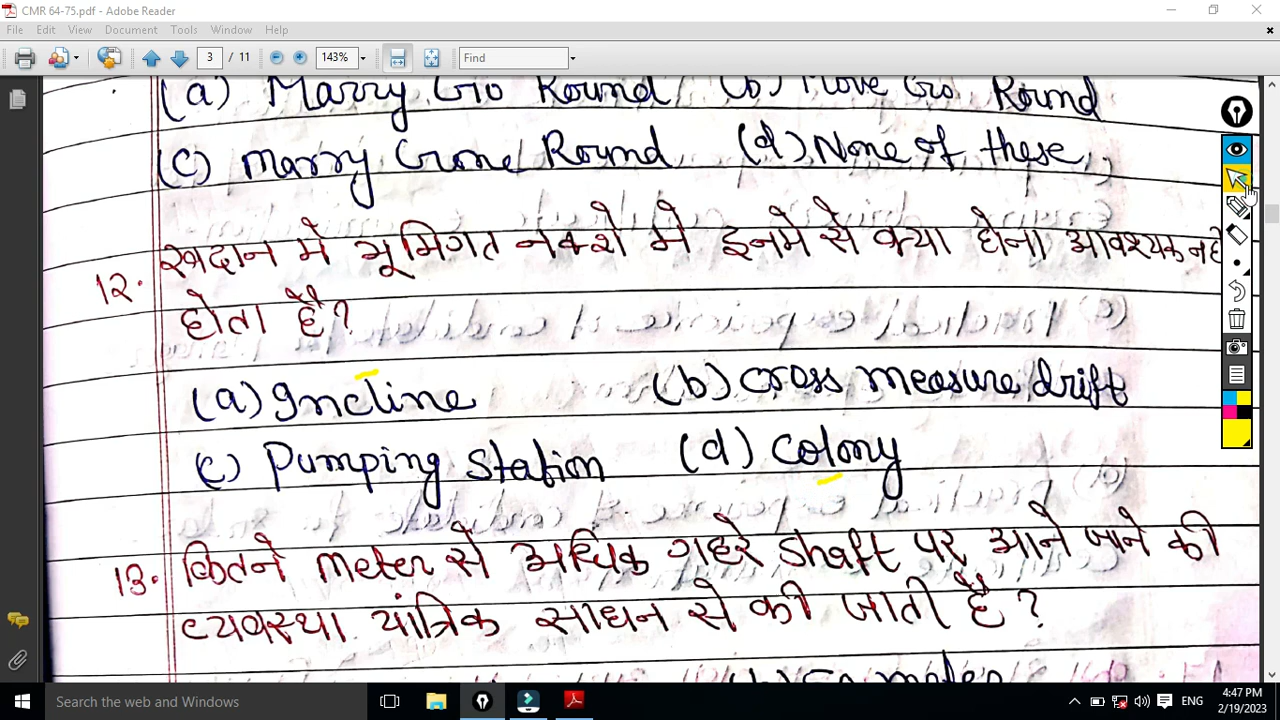 CMR 64-75.pdf - Adobe Reader
File Edit View Document Tools Window Help
3 / 11 143% Find
(a) Marry Go Round (b) Move Go Round
(c) Marry Gone Round (d) None of these
12. खदान मे भूमिगत नक्शे मे इनमे से क्या होना आवश्यक नही
होता है?
(a) Incline (b) cross measure drift
(c) Pumping Station (d) Colony
13. कितने meter से अधिक गहरे shaft पर आने जाने की
व्यवस्था यांत्रिक साधन से की जाती है ?
Search the web and Windows ENG 4:47 PM
2/19/2023